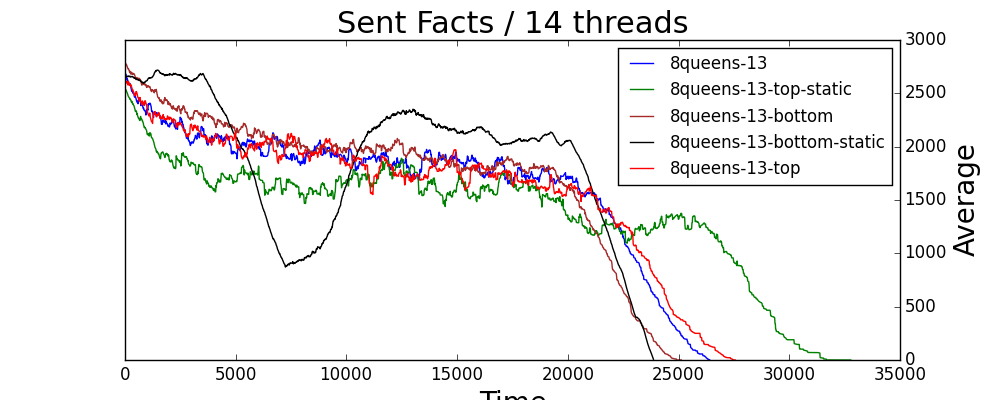 Sent Facts / 14 threads
3000
2500
2000
1500
1000
500
0
Average
8queens-13
8queens-13-top-static
8queens-13-bottom
8queens-13-bottom-static
8queens-13-top
0 5000 10000 15000 20000 25000 30000 35000
Time